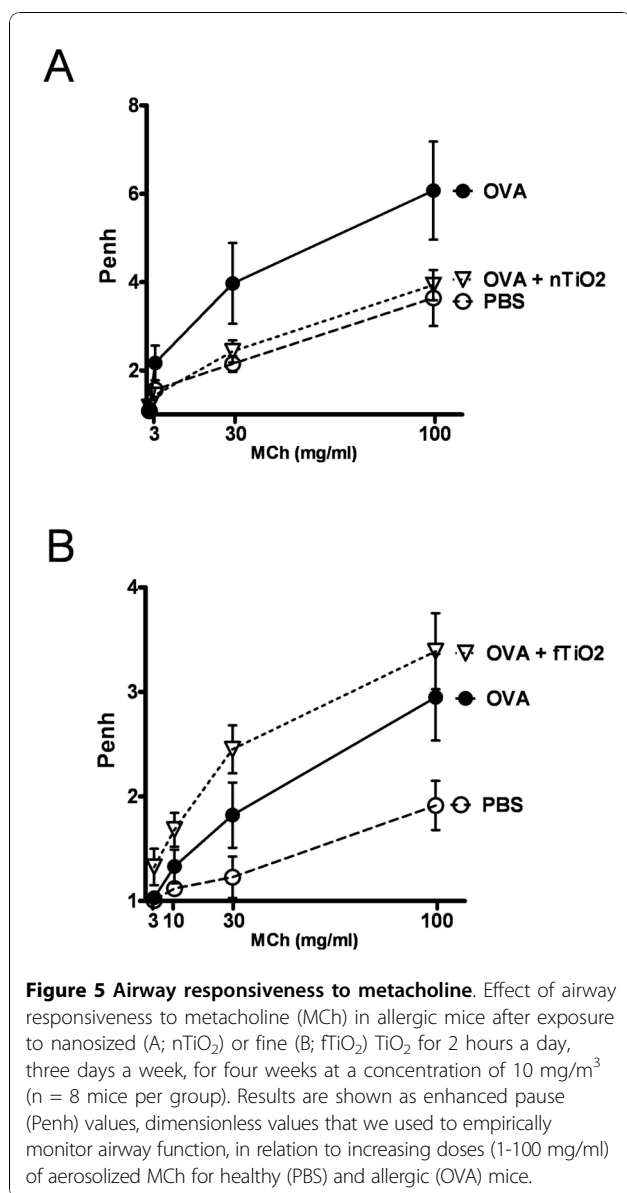 A
8
6
4
2
Penh
OVA
OVA + nTiO2
PBS
3 30 100
MCh (mg/ml)
B
4
3
2
1
Penh
OVA + fTiO2
OVA
PBS
3 10 30 100
MCh (mg/ml)
Figure 5 Airway responsiveness to metacholine. Effect of airway
responsiveness to metacholine (MCh) in allergic mice after exposure
to nanosized (A; nTiO₂) or fine (B; fTiO₂) TiO₂ for 2 hours a day,
three days a week, for four weeks at a concentration of 10 mg/m³
(n = 8 mice per group). Results are shown as enhanced pause
(Penh) values, dimensionless values that we used to empirically
monitor airway function, in relation to increasing doses (1-100 mg/ml)
of aerosolized MCh for healthy (PBS) and allergic (OVA) mice.